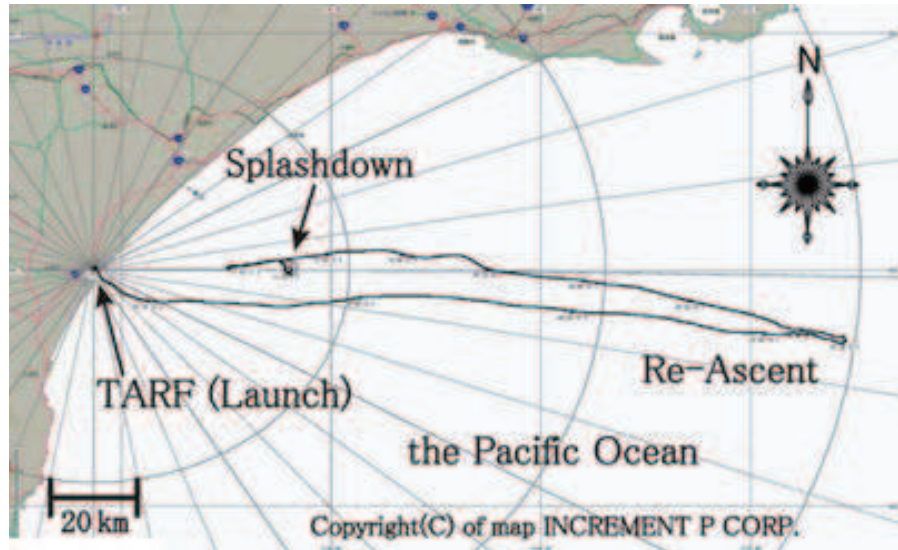 N
Splashdown
Re-Ascent
TARF (Launch)
the Pacific Ocean
20 km
Copyright(C) of map INCREMENT P CORP.